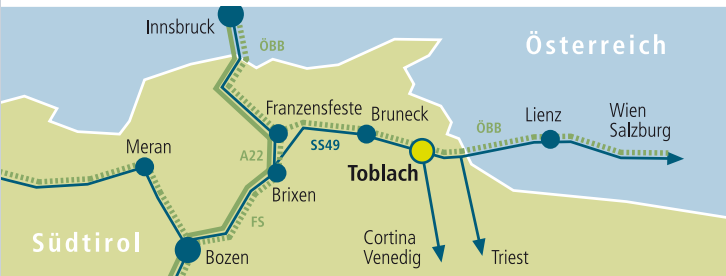 Innsbruck
ÖBB
Österreich
Franzensfeste
Bruneck
Lienz
Wien
Salzburg
ÖBB
Meran
A22
SS49
Toblach
Brixen
FS
Südtirol
Bozen
Cortina
Venedig
Triest